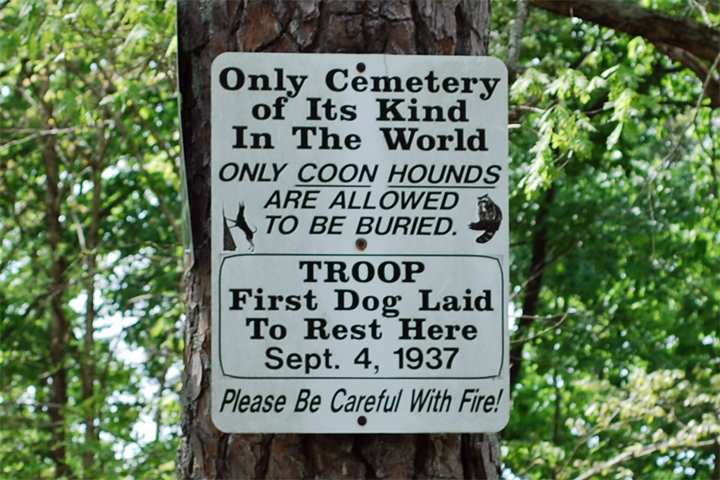 Only Cemetery
of Its Kind
In The World
ONLY COON HOUNDS
ARE ALLOWED
TO BE BURIED.
TROOP
First Dog Laid
To Rest Here
Sept. 4, 1937
Please Be Careful With Fire!